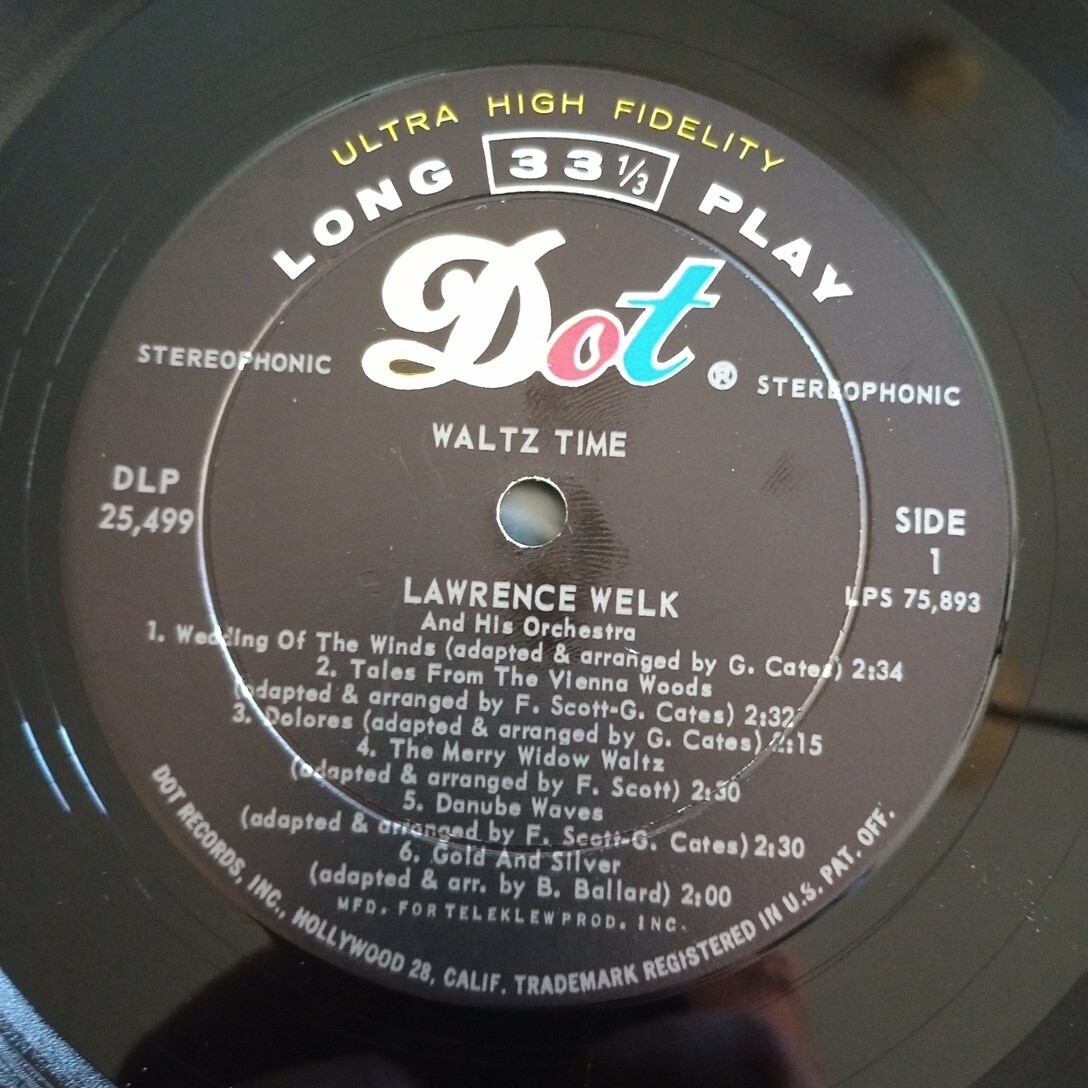 ULTRA HIGH FIDELITY
LONG 33 1/3 PLAY
Dot ®
STEREOPHONIC
STEREOPHONIC
WALTZ TIME
DLP
25,499
SIDE
1
LPS 75,893
LAWRENCE WELK
And His Orchestra
1. Wedding Of The Winds (adapted & arranged by G. Cates) 2:34
2. Tales From The Vienna Woods
(adapted & arranged by F. Scott-G. Cates) 2:32
3. Dolores (adapted & arranged by G. Cates) 2:15
4. The Merry Widow Waltz
(adapted & arranged by F. Scott) 2:30
5. Danube Waves
(adapted & arranged by F. Scott-G. Cates) 2:30
6. Gold And Silver
(adapted & arr. by B. Ballard) 2:00
MFD. FOR TELEKLEW PROD. INC.
DOT RECORDS, INC., HOLLYWOOD 28, CALIF. TRADEMARK REGISTERED IN U.S. PAT. OFF.